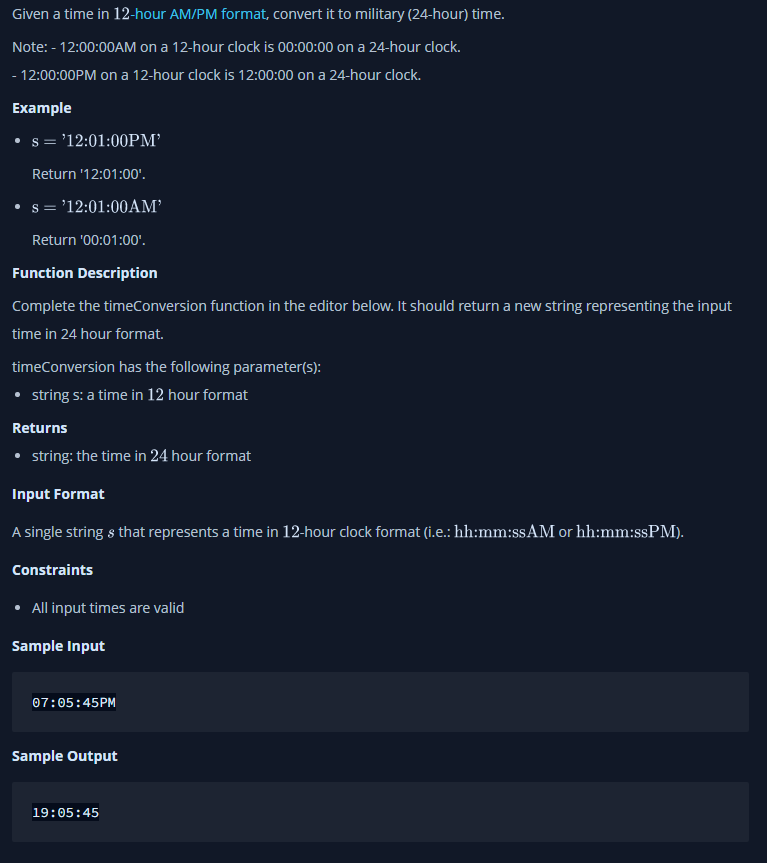 Given a time in 12-hour AM/PM format, convert it to military (24-hour) time.
Note: - 12:00:00AM on a 12-hour clock is 00:00:00 on a 24-hour clock.
- 12:00:00PM on a 12-hour clock is 12:00:00 on a 24-hour clock.
Example
• s = ’12:01:00PM’
Return '12:01:00'.
• s = ’12:01:00AM’
Return '00:01:00'.
Function Description
Complete the timeConversion function in the editor below. It should return a new string representing the input
time in 24 hour format.
timeConversion has the following parameter(s):
• string s: a time in 12 hour format
Returns
• string: the time in 24 hour format
Input Format
A single string s that represents a time in 12-hour clock format (i.e.: hh:mm:ssAM or hh:mm:ssPM).
Constraints
• All input times are valid
Sample Input
07:05:45PM
Sample Output
19:05:45